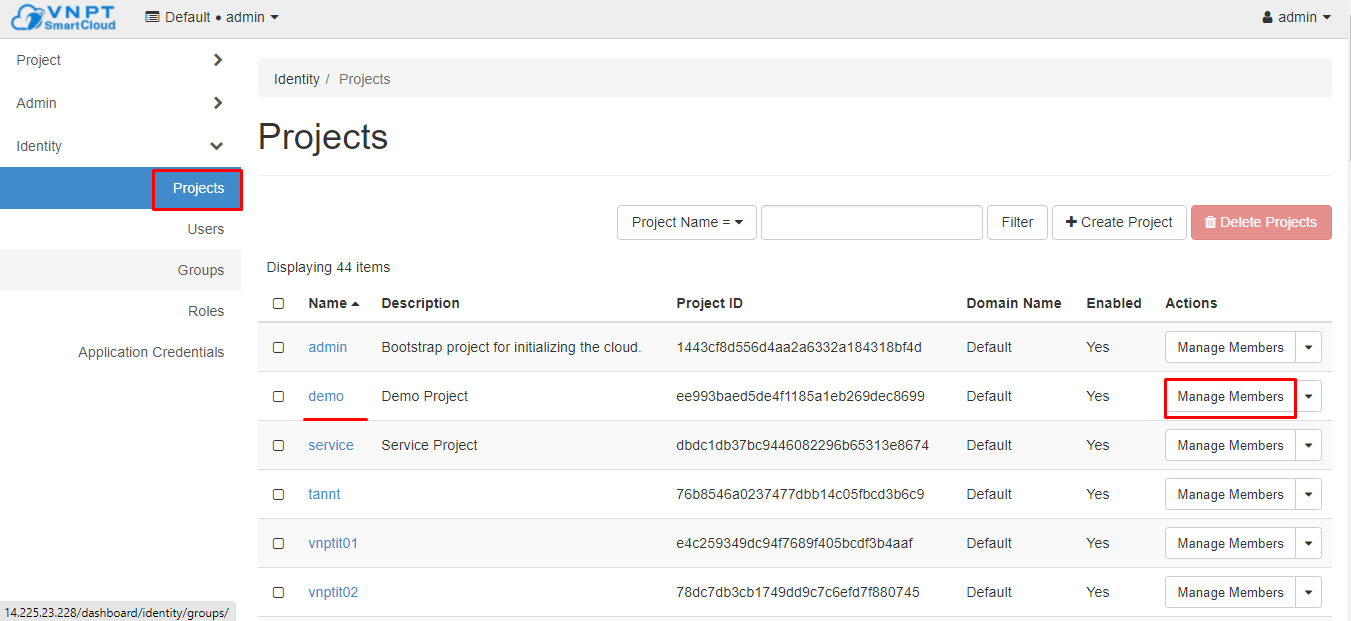 VNPT SmartCloud Default • admin admin
Project
Admin
Identity
Projects
Users
Groups
Roles
Application Credentials
Identity / Projects
Projects
Project Name = Filter Create Project Delete Projects
Displaying 44 items
Name Description Project ID Domain Name Enabled Actions
admin Bootstrap project for initializing the cloud. 1443cf8d556d4aa2a6332a184318bf4d Default Yes Manage Members
demo Demo Project ee993baed5de4f1185a1eb269dec8699 Default Yes Manage Members
service Service Project dbdc1db37bc9446082296b65313e8674 Default Yes Manage Members
tannt 76b8546a0237477dbb14c05fbcd3b6c9 Default Yes Manage Members
vnptit01 e4c259349dc94f7689f405bcdf3b4aaf Default Yes Manage Members
vnptit02 78dc7db3cb1749dd9c7c6efd7f880745 Default Yes Manage Members
14.225.23.228/dashboard/identity/groups/